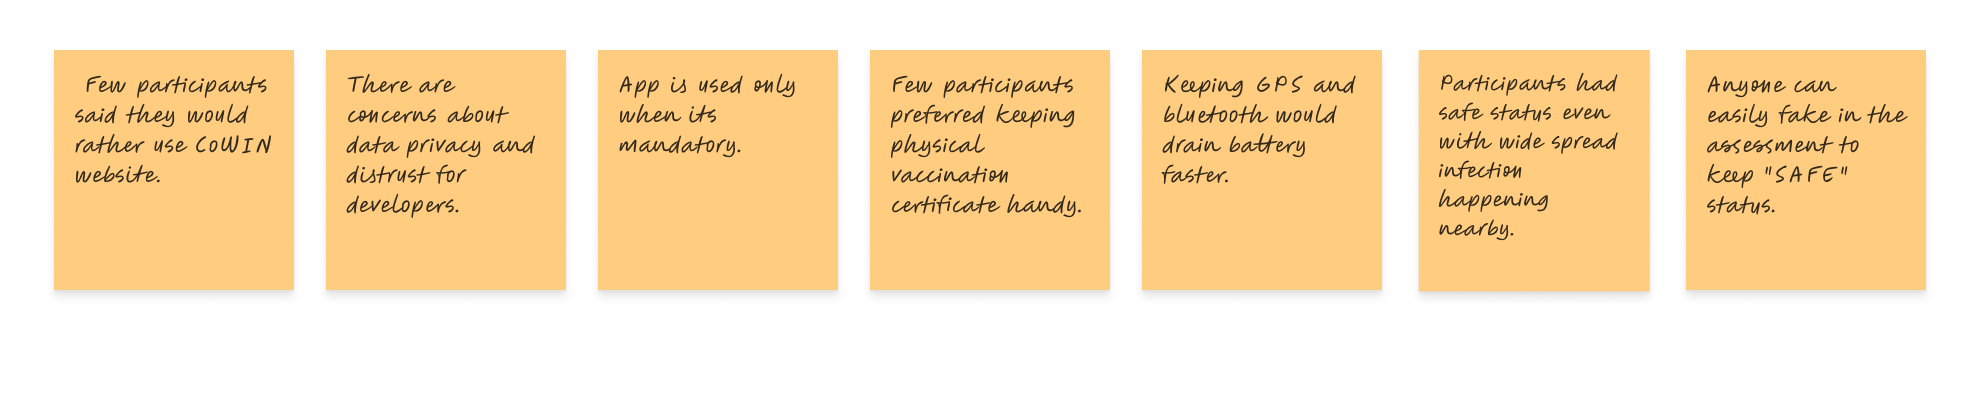 Few participants
said they would
rather use CoWIN
website.
There are
concerns about
data privacy and
distrust for
developers.
App is used only
when its
mandatory.
Few participants
preferred keeping
physical
vaccination
certificate handy.
Keeping GPS and
bluetooth would
drain battery
faster.
Participants had
safe status even
with wide spread
infection
happening
nearby.
Anyone can
easily fake in the
assessment to
keep "SAFE"
status.